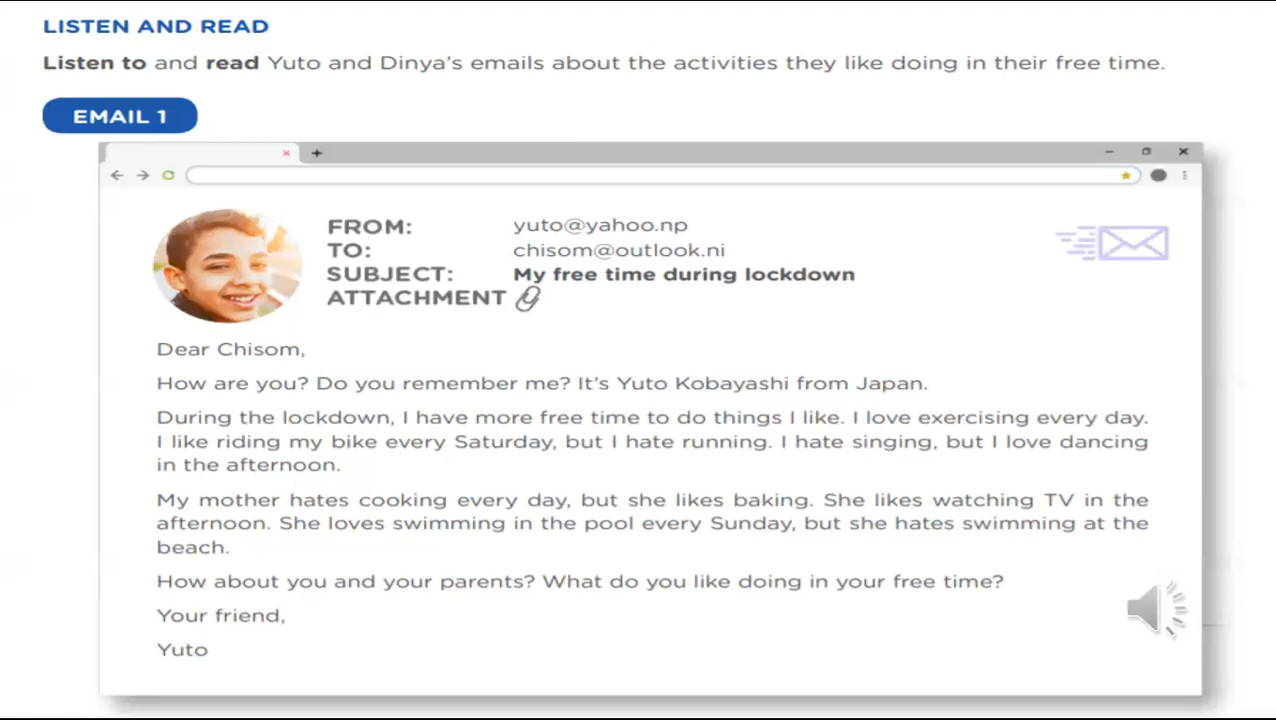 LISTEN AND READ
Listen to and read Yuto and Dinya's emails about the activities they like doing in their free time.
EMAIL 1
FROM: yuto@yahoo.np
TO: chisom@outlook.ni
SUBJECT: My free time during lockdown
ATTACHMENT
Dear Chisom,
How are you? Do you remember me? It's Yuto Kobayashi from Japan.
During the lockdown, I have more free time to do things I like. I love exercising every day.
I like riding my bike every Saturday, but I hate running. I hate singing, but I love dancing
in the afternoon.
My mother hates cooking every day, but she likes baking. She likes watching TV in the
afternoon. She loves swimming in the pool every Sunday, but she hates swimming at the
beach.
How about you and your parents? What do you like doing in your free time?
Your friend,
Yuto